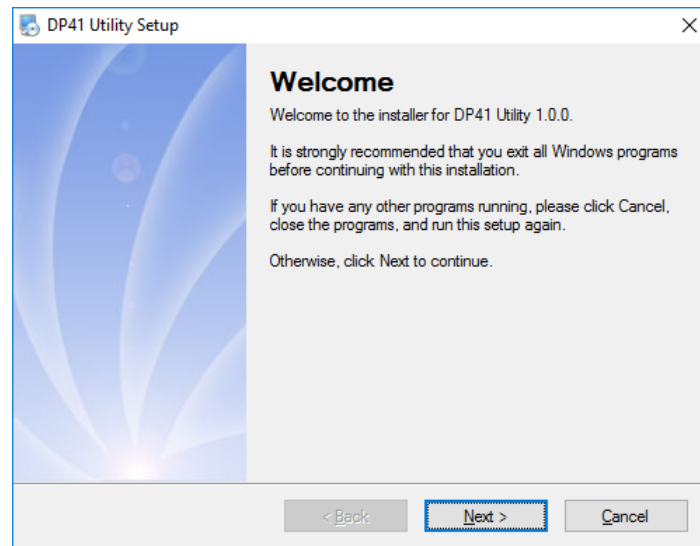 DP41 Utility Setup
Welcome
Welcome to the installer for DP41 Utility 1.0.0.
It is strongly recommended that you exit all Windows programs
before continuing with this installation.
If you have any other programs running, please click Cancel,
close the programs, and run this setup again.
Otherwise, click Next to continue.
< Back
Next >
Cancel